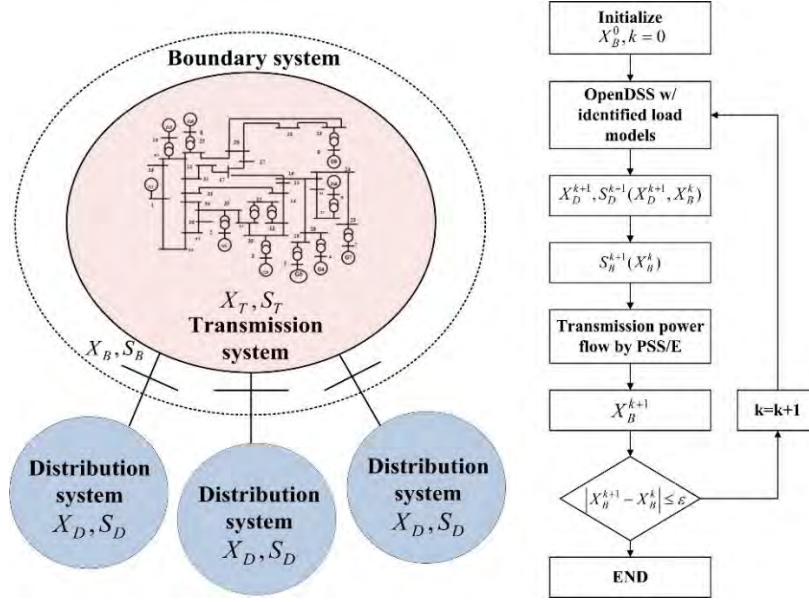 Boundary system
X_T, S_T
Transmission
system
X_B, S_B
Distribution
system
X_D, S_D
Distribution
system
X_D, S_D
Distribution
system
X_D, S_D
Initialize
X_B^0, k = 0
OpenDSS w/
identified load
models
X_D^{k+1}, S_D^{k+1}(X_D^{k+1}, X_B^k)
S_B^{k+1}(X_B^k)
Transmission power
flow by PSS/E
X_B^{k+1}
k=k+1
|X_B^{k+1} − X_B^k| ≤ ε
END